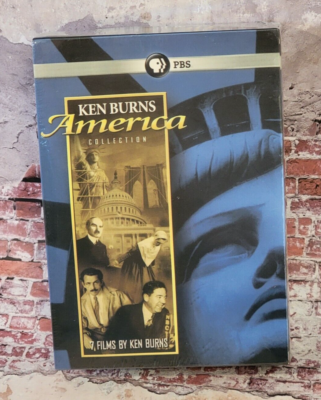 PBS
KEN BURNS
America
COLLECTION
7 FILMS BY KEN BURNS